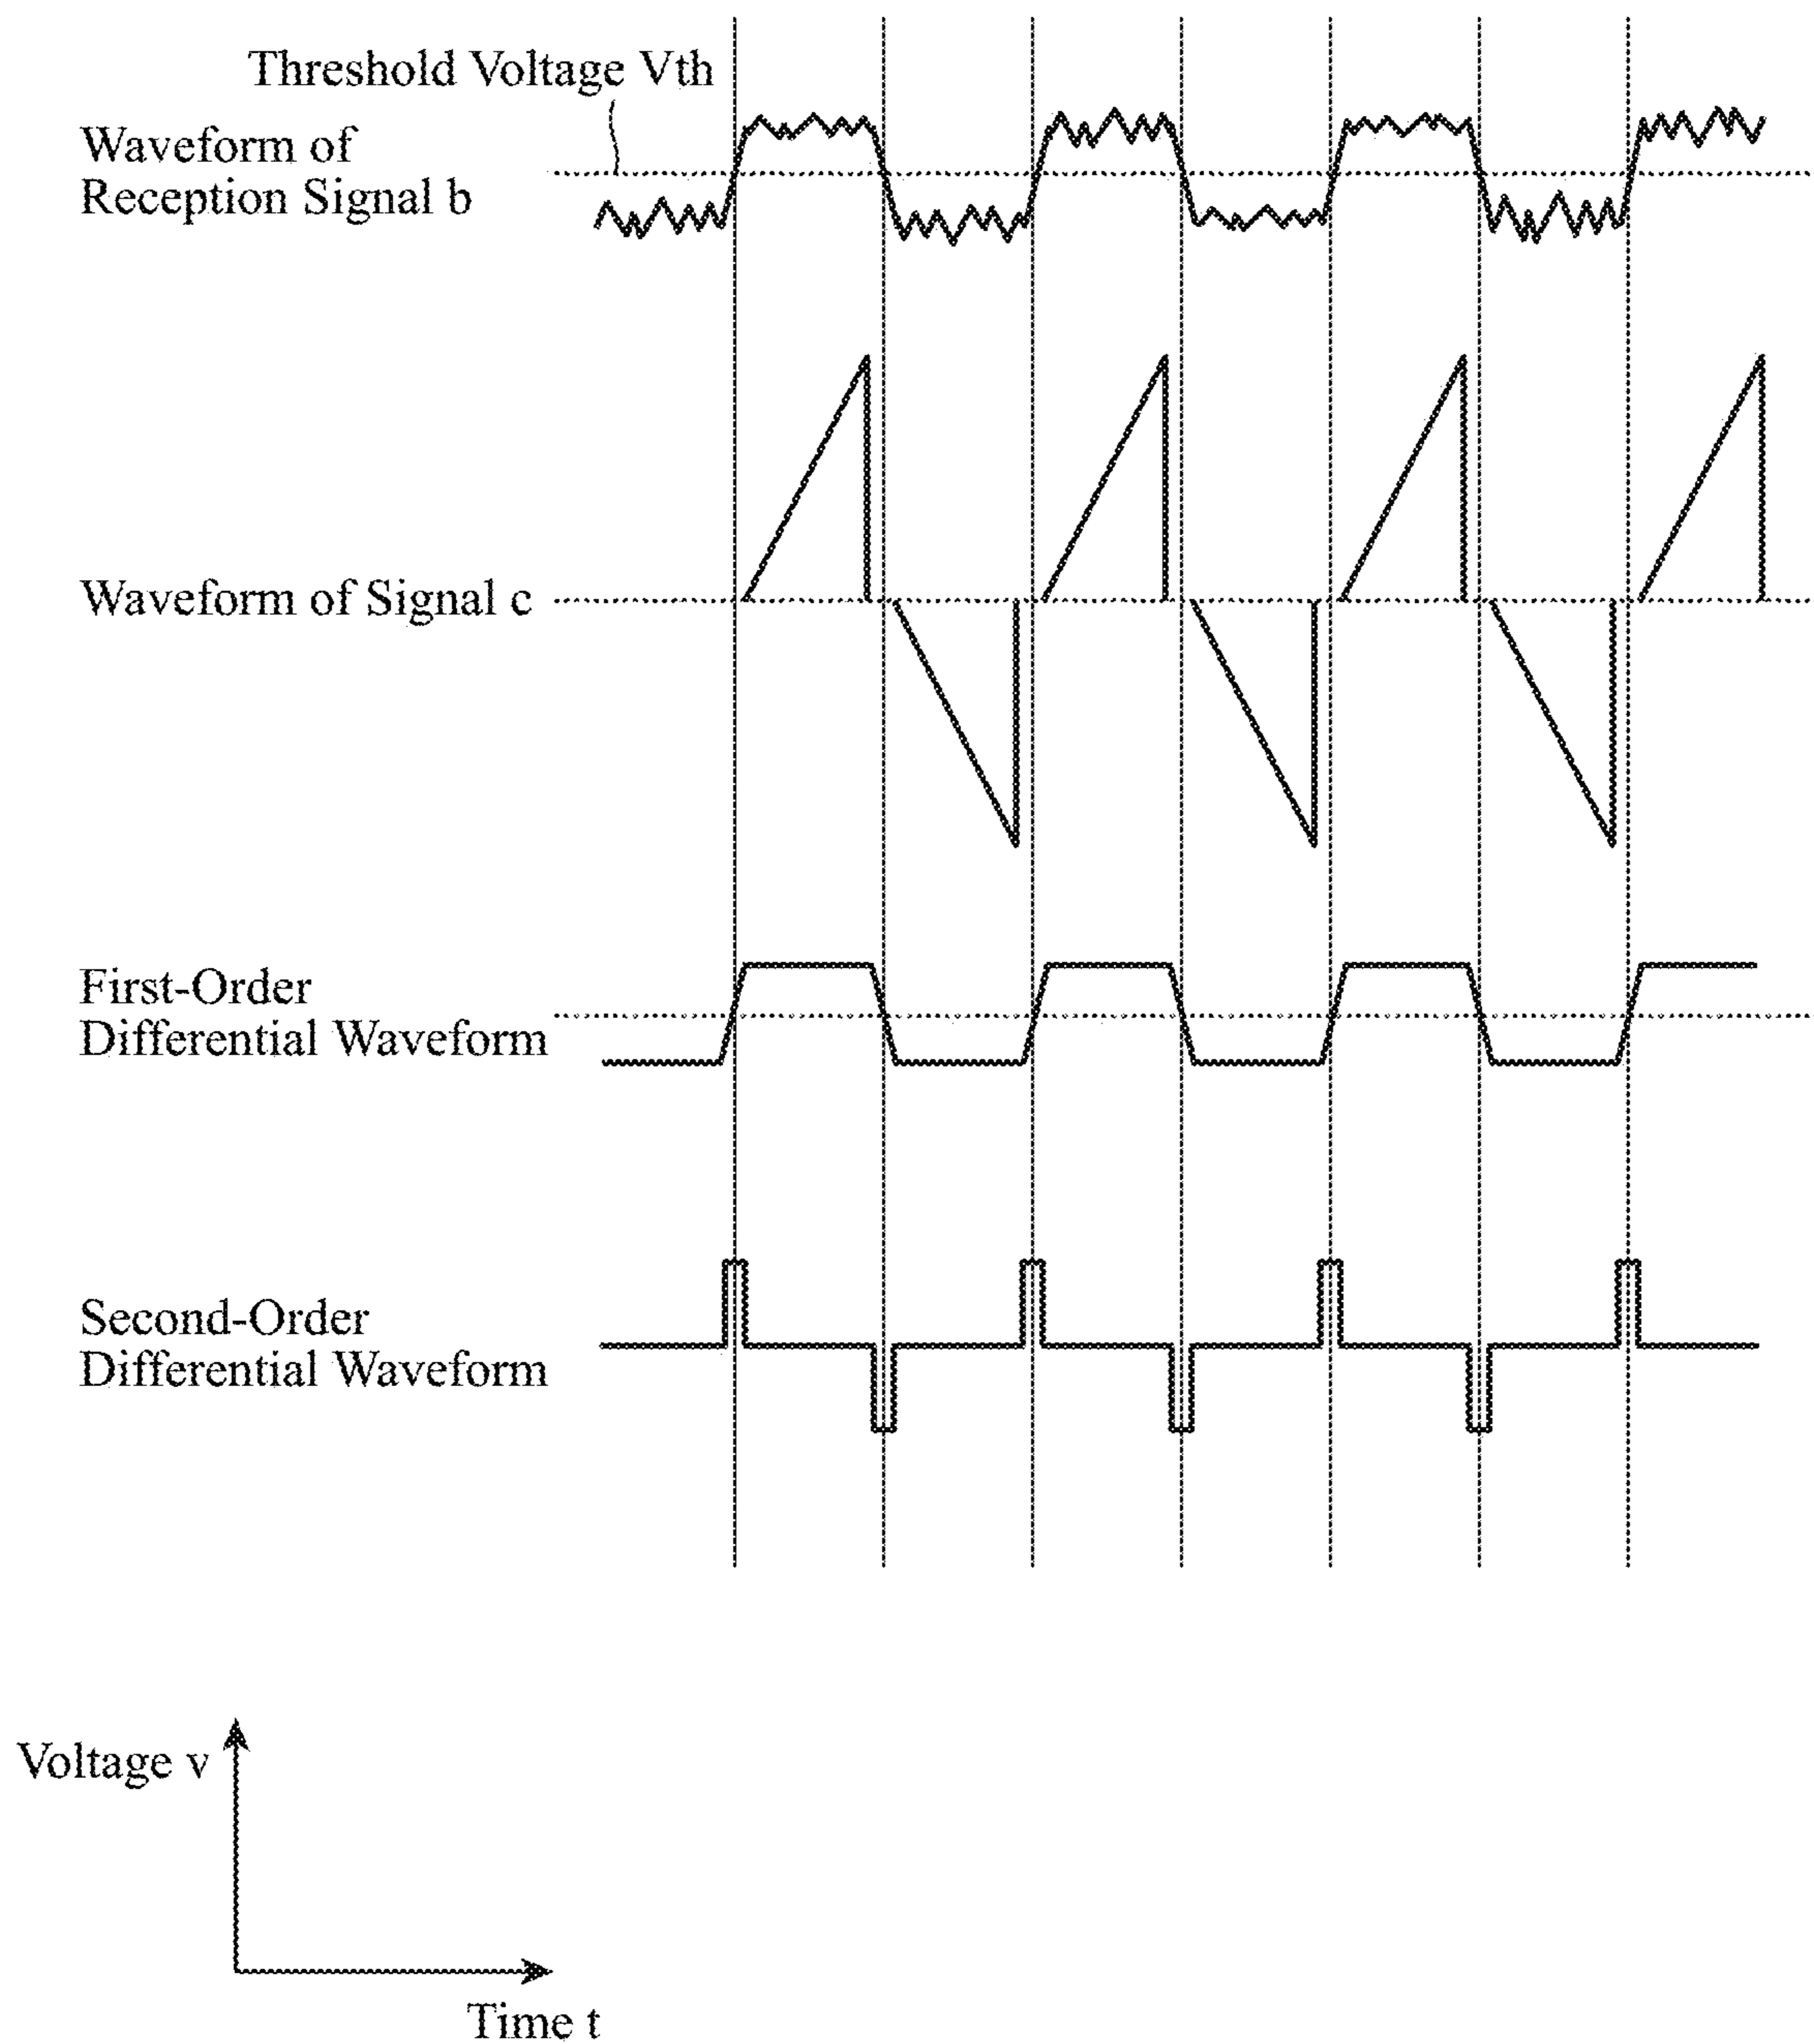 Threshold Voltage Vth
Waveform of
Reception Signal b
Waveform of Signal c
First-Order
Differential Waveform
Second-Order
Differential Waveform
Voltage v
Time t